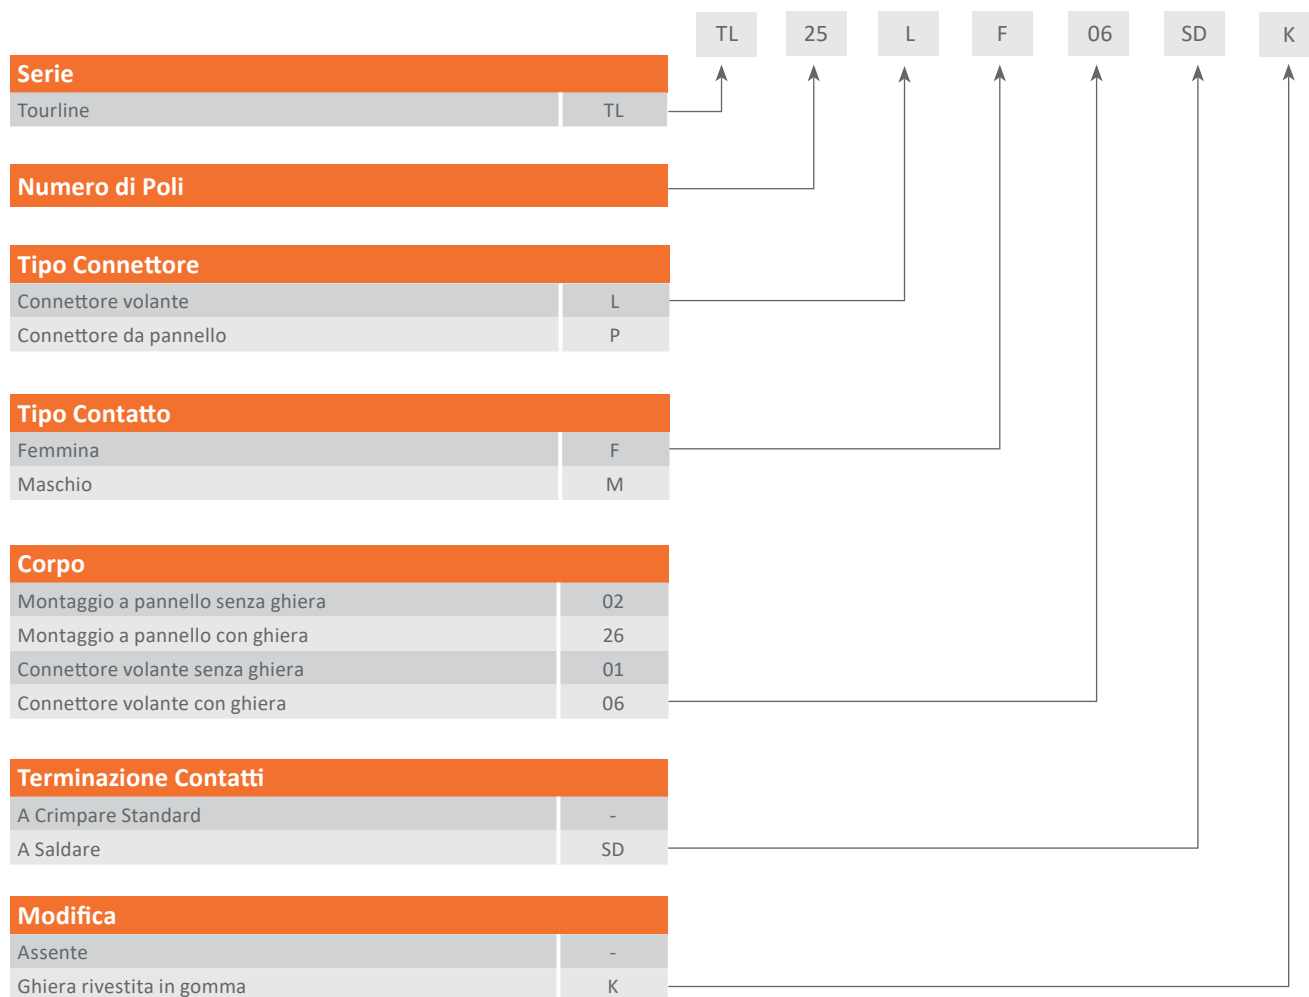 TL 25 L F 06 SD K
Serie
Tourline TL
Numero di Poli
Tipo Connettore
Connettore volante L
Connettore da pannello P
Tipo Contatto
Femmina F
Maschio M
Corpo
Montaggio a pannello senza ghiera 02
Montaggio a pannello con ghiera 26
Connettore volante senza ghiera 01
Connettore volante con ghiera 06
Terminazione Contatti
A Crimpare Standard -
A Saldare SD
Modifica
Assente -
Ghiera rivestita in gomma K